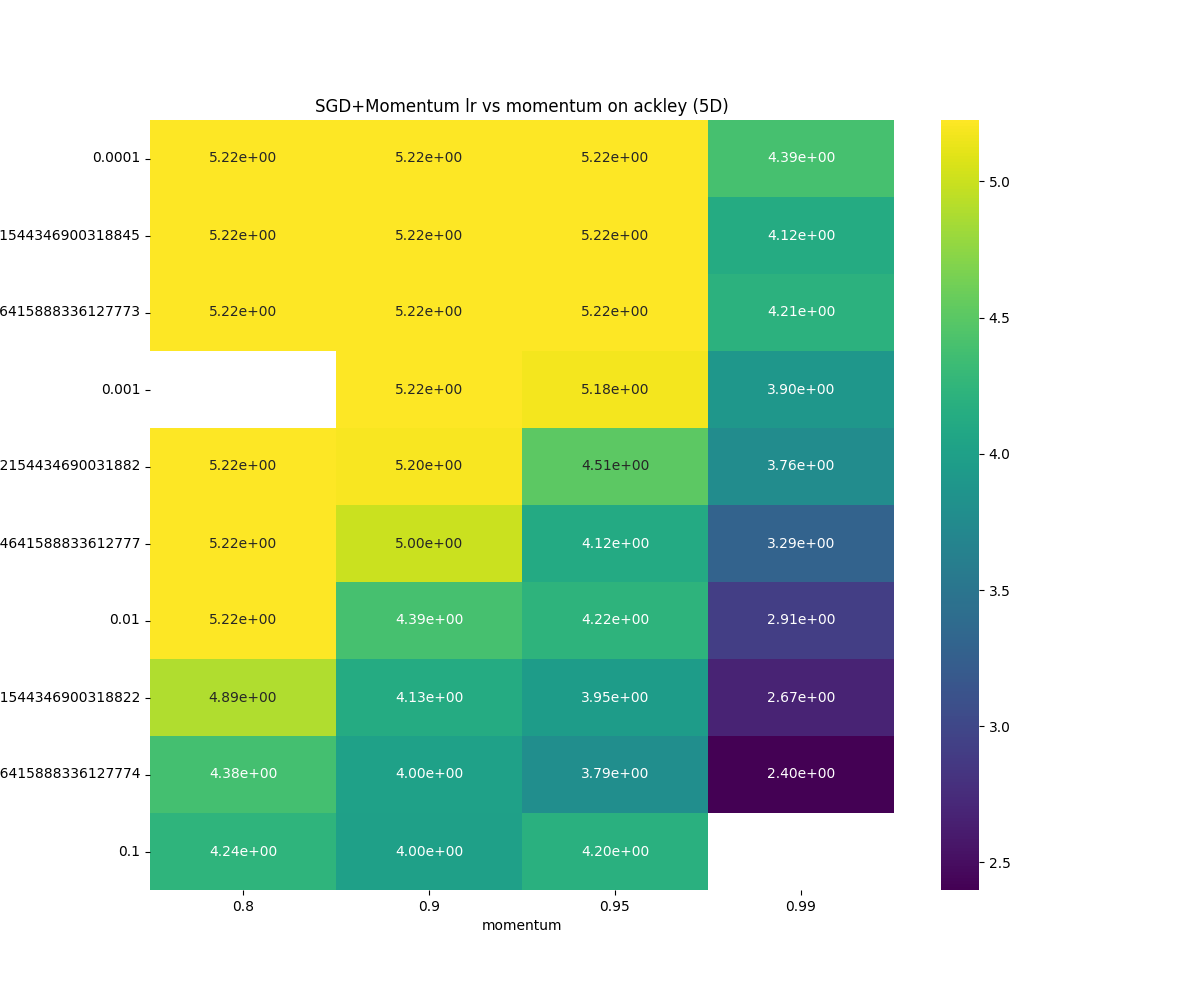 SGD+Momentum lr vs momentum on ackley (5D)
0.0001 5.22e+00 5.22e+00 5.22e+00 4.39e+00
1544346900318845 5.22e+00 5.22e+00 5.22e+00 4.12e+00
6415888336127773 5.22e+00 5.22e+00 5.22e+00 4.21e+00
0.001 5.22e+00 5.18e+00 3.90e+00
2154434690031882 5.22e+00 5.20e+00 4.51e+00 3.76e+00
4641588833612777 5.22e+00 5.00e+00 4.12e+00 3.29e+00
0.01 5.22e+00 4.39e+00 4.22e+00 2.91e+00
1544346900318822 4.89e+00 4.13e+00 3.95e+00 2.67e+00
6415888336127774 4.38e+00 4.00e+00 3.79e+00 2.40e+00
0.1 4.24e+00 4.00e+00 4.20e+00
0.8 0.9 0.95 0.99
momentum
5.0
4.5
4.0
3.5
3.0
2.5